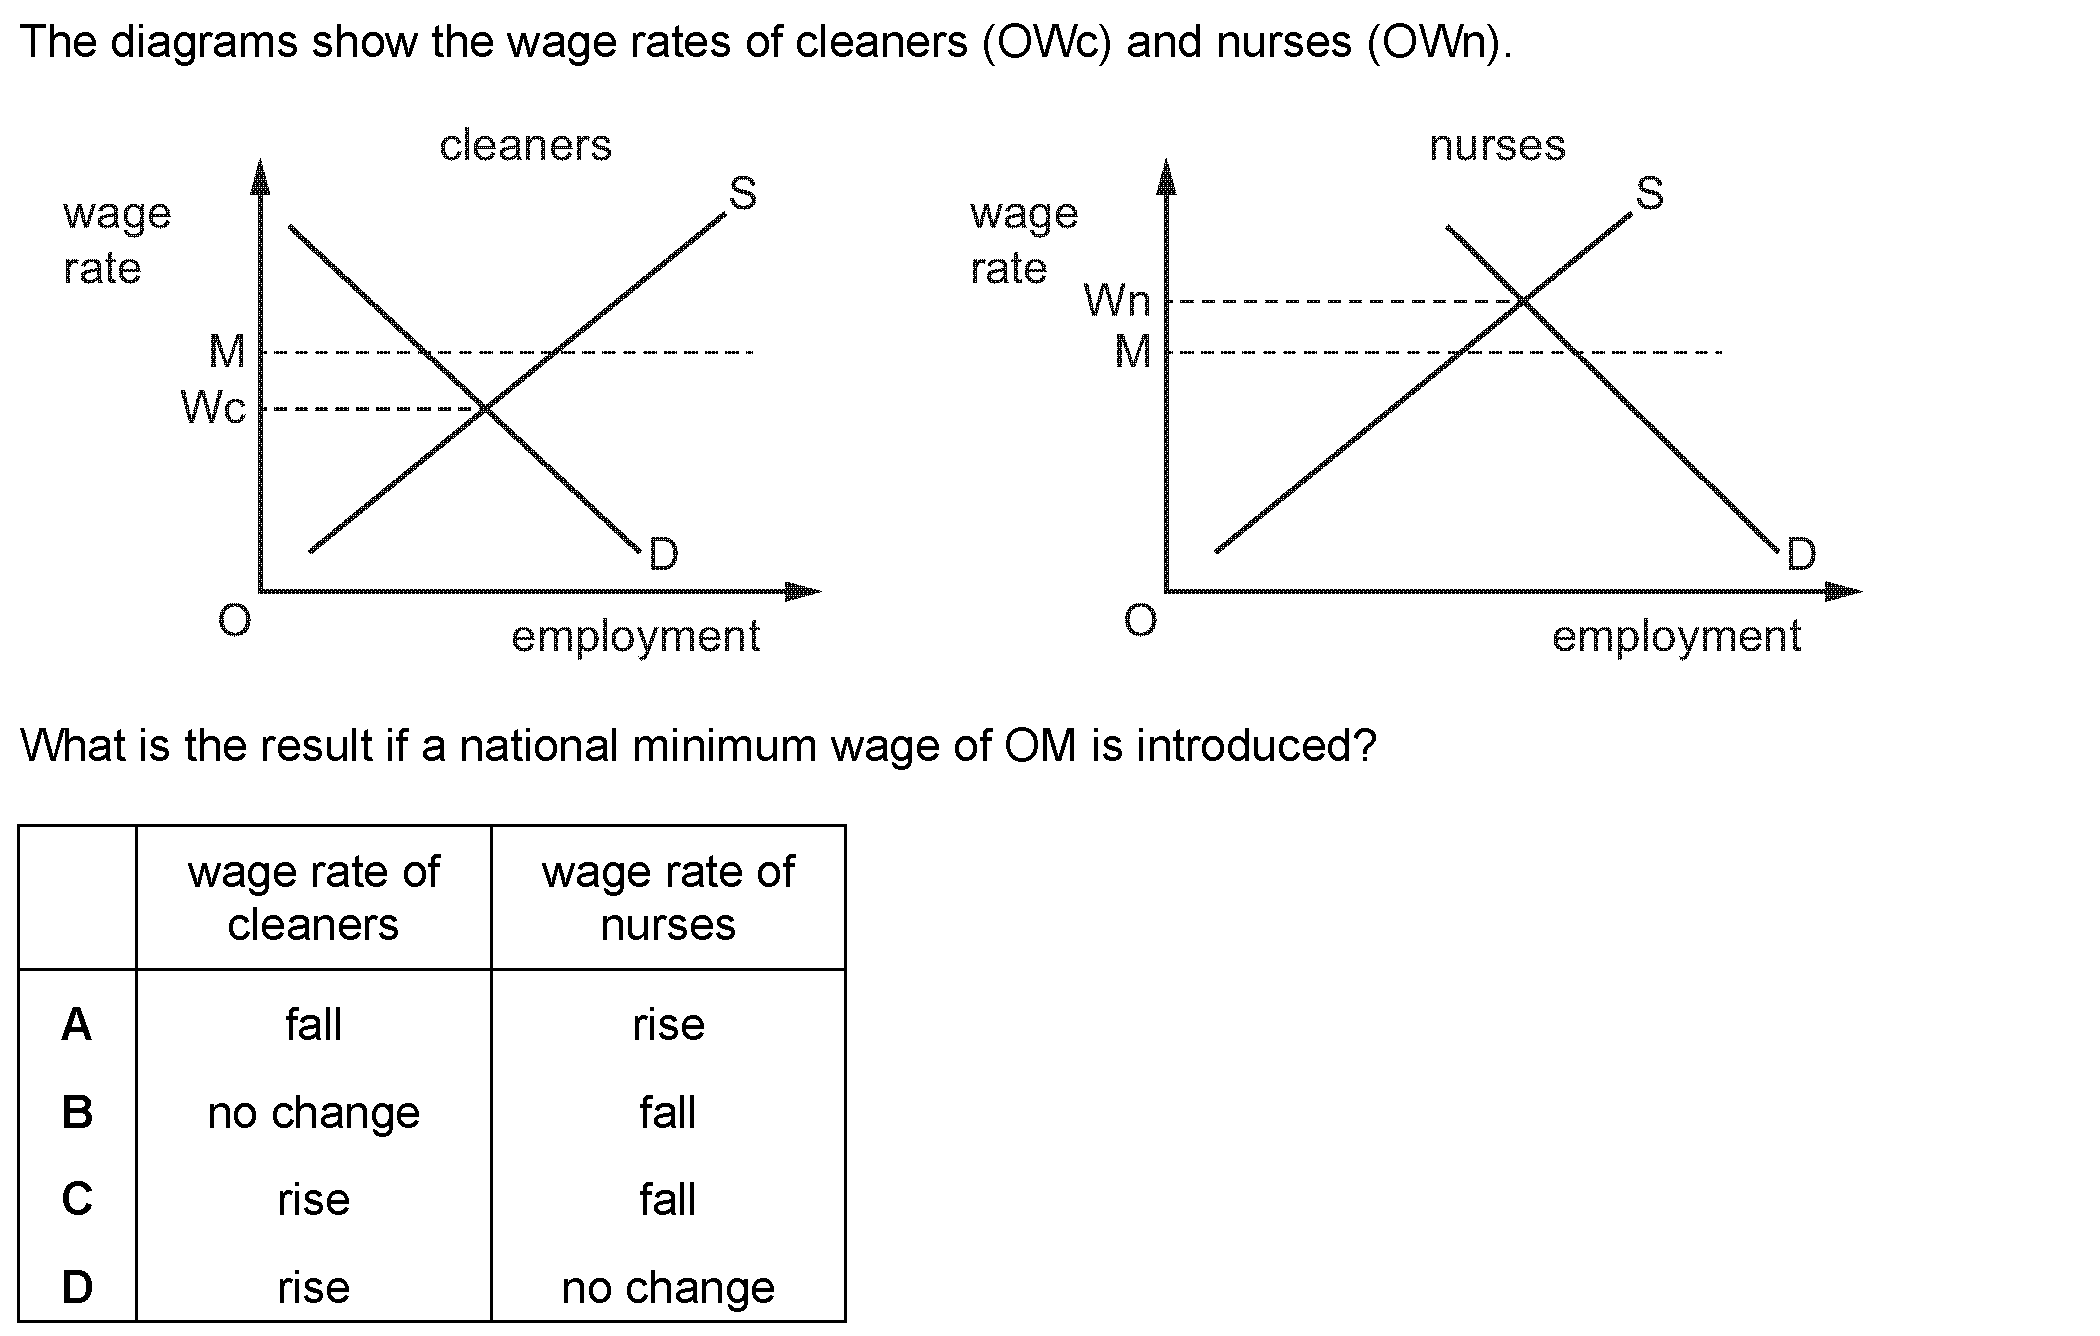 The diagrams show the wage rates of cleaners (OWc) and nurses (OWn).
cleaners
wage
rate
S
M
Wc
D
O
employment
nurses
wage
rate
S
Wn
M
D
O
employment
What is the result if a national minimum wage of OM is introduced?
wage rate of cleaners wage rate of nurses
A fall rise
B no change fall
C rise fall
D rise no change